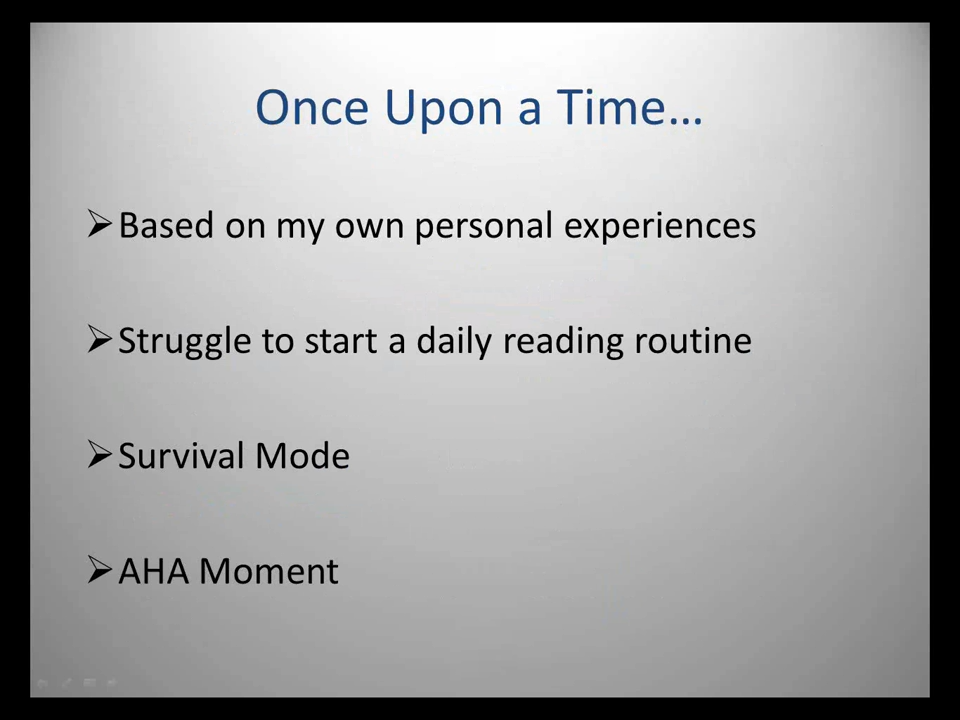 Once Upon a Time…
➢Based on my own personal experiences
➢Struggle to start a daily reading routine
➢Survival Mode
➢AHA Moment